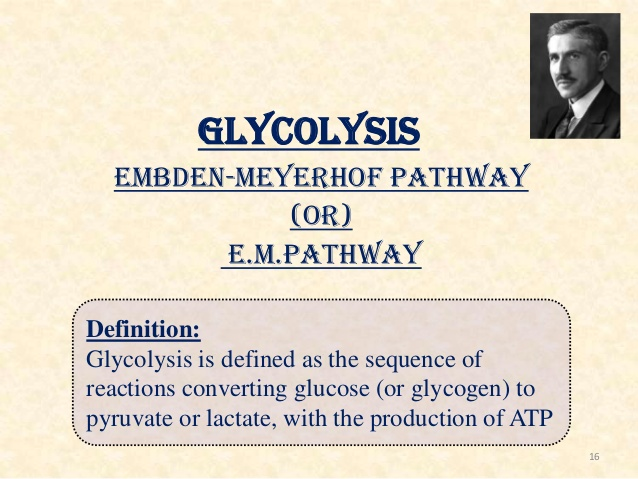 GLYCOLYSIS
EMBDEN-MEYERHOF PATHWAY
(OR)
E.M.PATHWAY
Definition:
Glycolysis is defined as the sequence of
reactions converting glucose (or glycogen) to
pyruvate or lactate, with the production of ATP
16